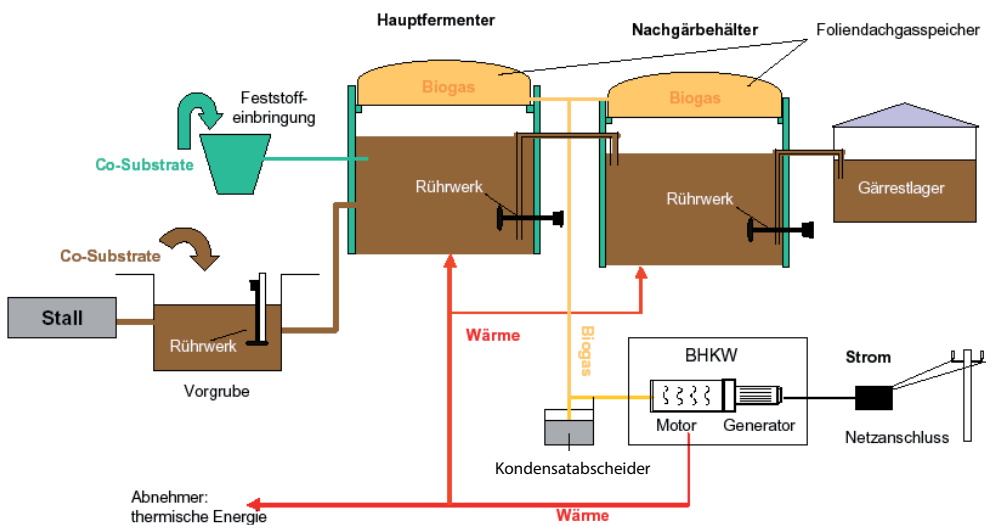 Hauptfermenter
Nachgärbehälter
Foliendachgasspeicher
Biogas
Biogas
Feststoff-
einbringung
Co-Substrate
Rührwerk
Rührwerk
Gärrestlager
Co-Substrate
Stall
Rührwerk
Vorgrube
Wärme
Biogas
BHKW
Strom
Motor
Generator
Netzanschluss
Kondensatabscheider
Abnehmer:
thermische Energie
Wärme